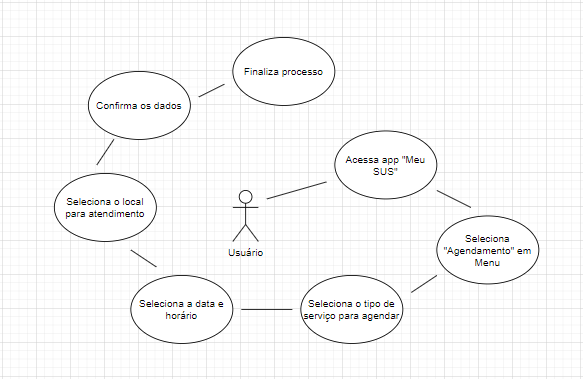 Finaliza processo
Confirma os dados
Acessa app "Meu
SUS"
Seleciona o local
para atendimento
Usuário
Seleciona
"Agendamento" em
Menu
Seleciona a data e
horário
Seleciona o tipo de
serviço para agendar